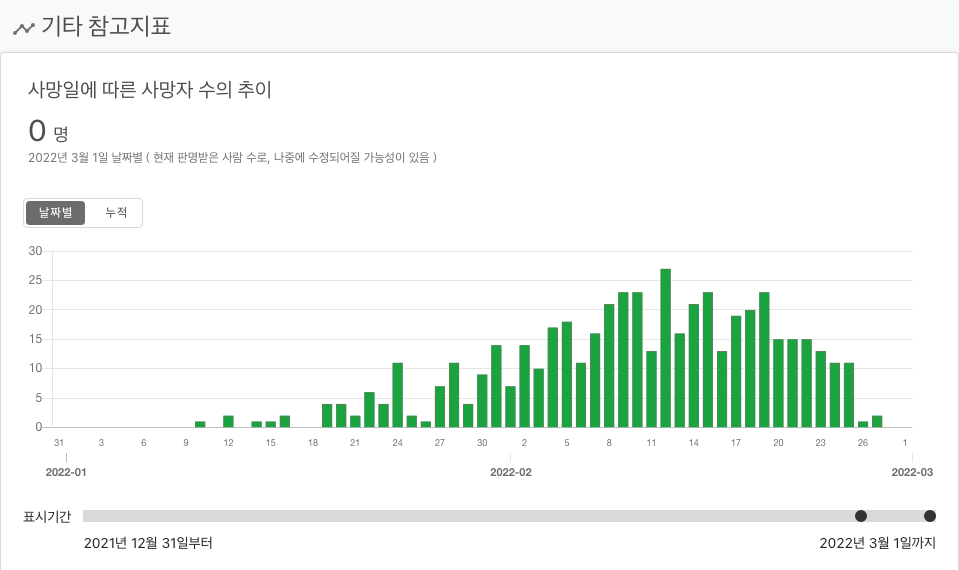 기타 참고지표
사망일에 따른 사망자 수의 추이
0 명
2022년 3월 1일 날짜별 ( 현재 판명받은 사람 수로, 나중에 수정되어질 가능성이 있음 )
날짜별 누적
30
25
20
15
10
5
0
31 3 6 9 12 15 18 21 24 27 30 2 5 8 11 14 17 20 23 26 1
2022-01 2022-02 2022-03
표시기간
2021년 12월 31일부터 2022년 3월 1일까지